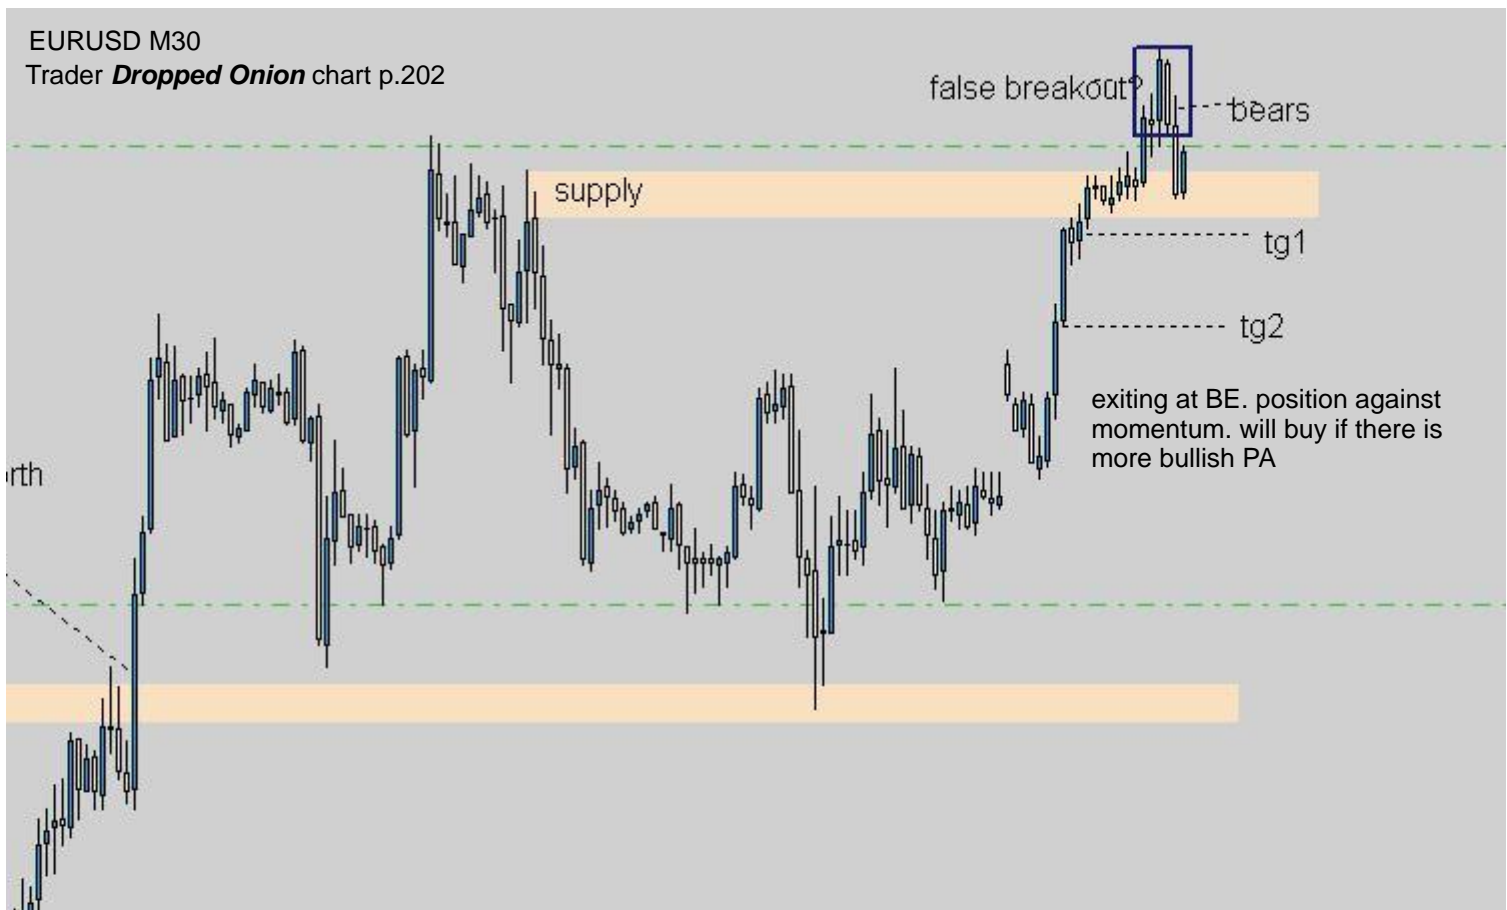 EURUSD M30
Trader Dropped Onion chart p.202
false breakout?
bears
supply
tg1
tg2
exiting at BE. position against
momentum. will buy if there is
more bullish PA
rth